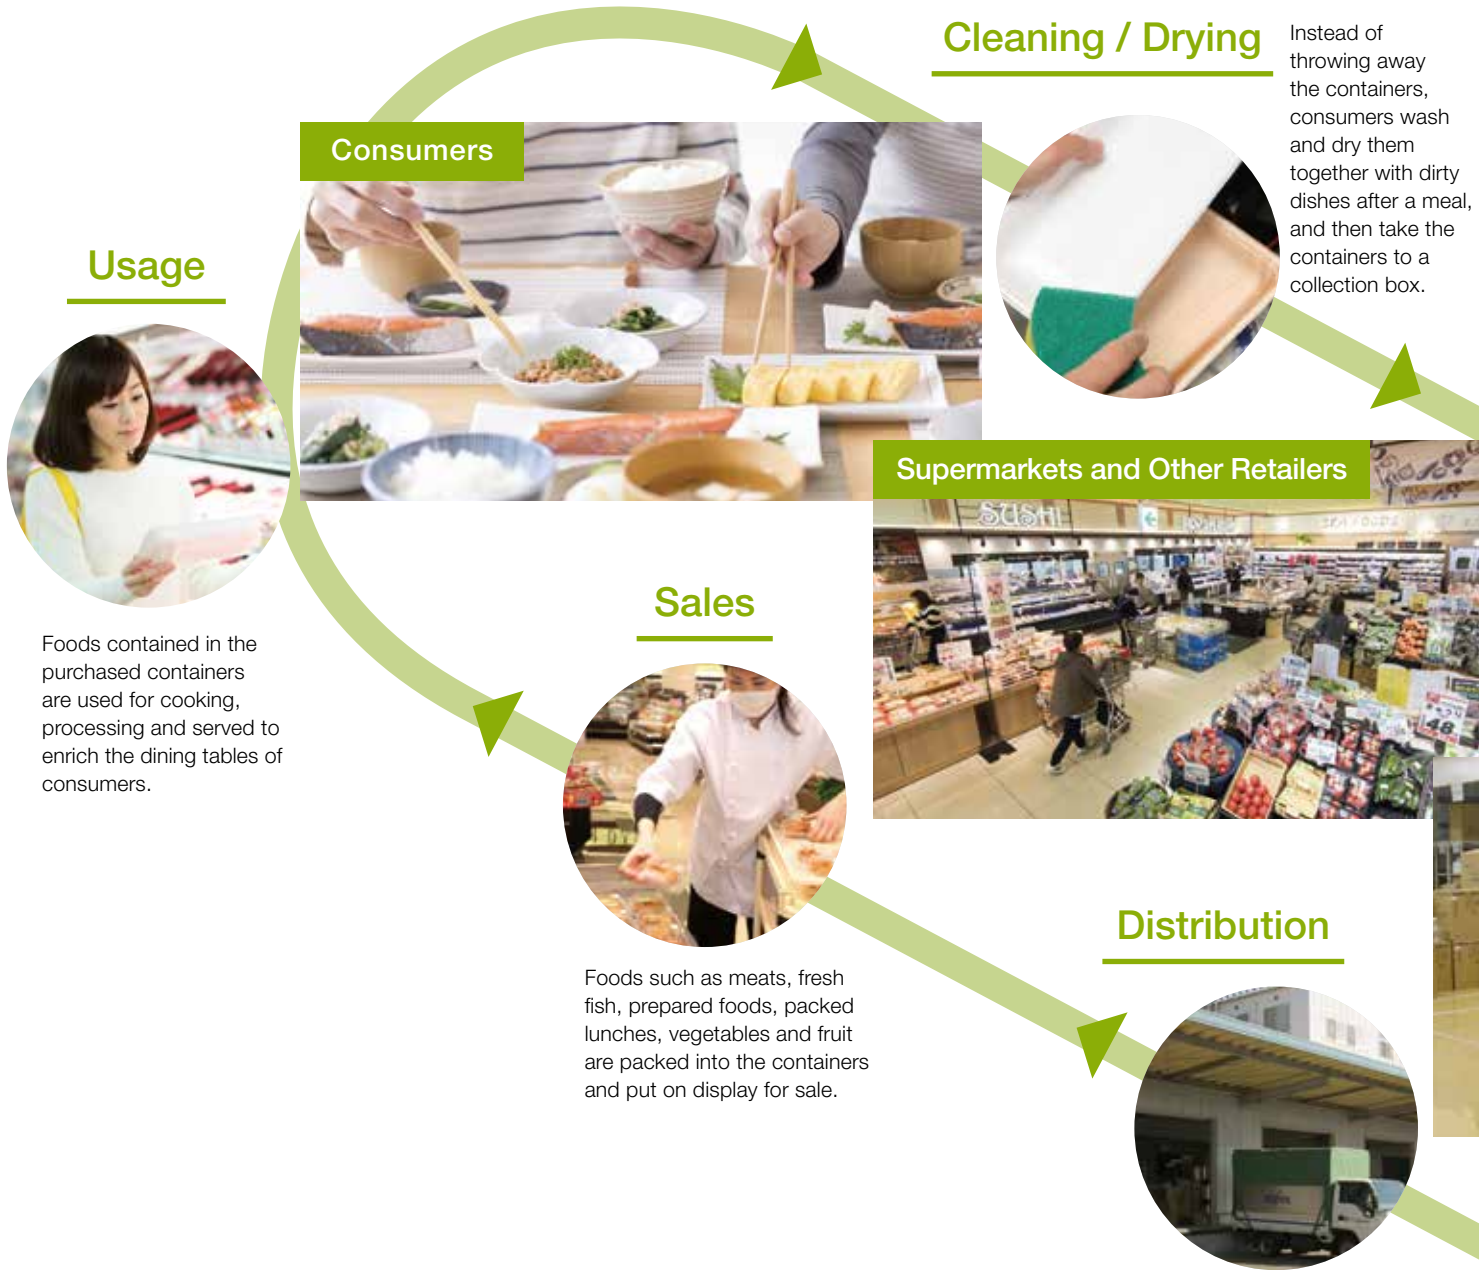 Cleaning / Drying
Instead of
throwing away
the containers,
consumers wash
and dry them
together with dirty
dishes after a meal,
and then take the
containers to a
collection box.
Consumers
Usage
Foods contained in the
purchased containers
are used for cooking,
processing and served to
enrich the dining tables of
consumers.
Supermarkets and Other Retailers
SUSHI
SEA FOODS
Sales
Foods such as meats, fresh
fish, prepared foods, packed
lunches, vegetables and fruit
are packed into the containers
and put on display for sale.
Distribution